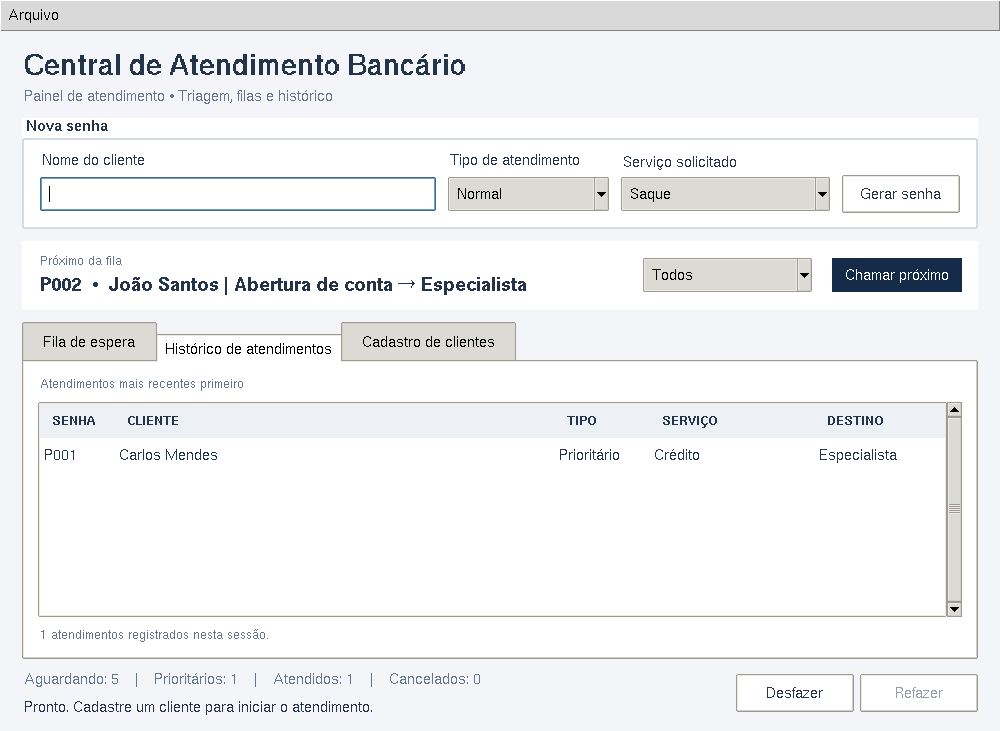 Arquivo
Central de Atendimento Bancário
Painel de atendimento • Triagem, filas e histórico
Nova senha
Nome do cliente Tipo de atendimento Serviço solicitado
Normal Saque Gerar senha
Próximo da fila
P002 • João Santos | Abertura de conta → Especialista Todos Chamar próximo
Fila de espera Histórico de atendimentos Cadastro de clientes
Atendimentos mais recentes primeiro
SENHA CLIENTE TIPO SERVIÇO DESTINO
P001 Carlos Mendes Prioritário Crédito Especialista
1 atendimentos registrados nesta sessão.
Aguardando: 5 | Prioritários: 1 | Atendidos: 1 | Cancelados: 0
Pronto. Cadastre um cliente para iniciar o atendimento.
Desfazer Refazer